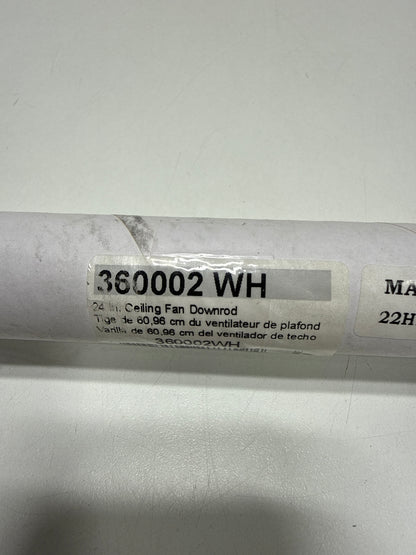 360002 WH
24 In. Ceiling Fan Downrod
Tige de 60,96 cm du ventilateur de plafond
Varilla de 60,96 cm del ventilador de techo
360002WH
MA
22H